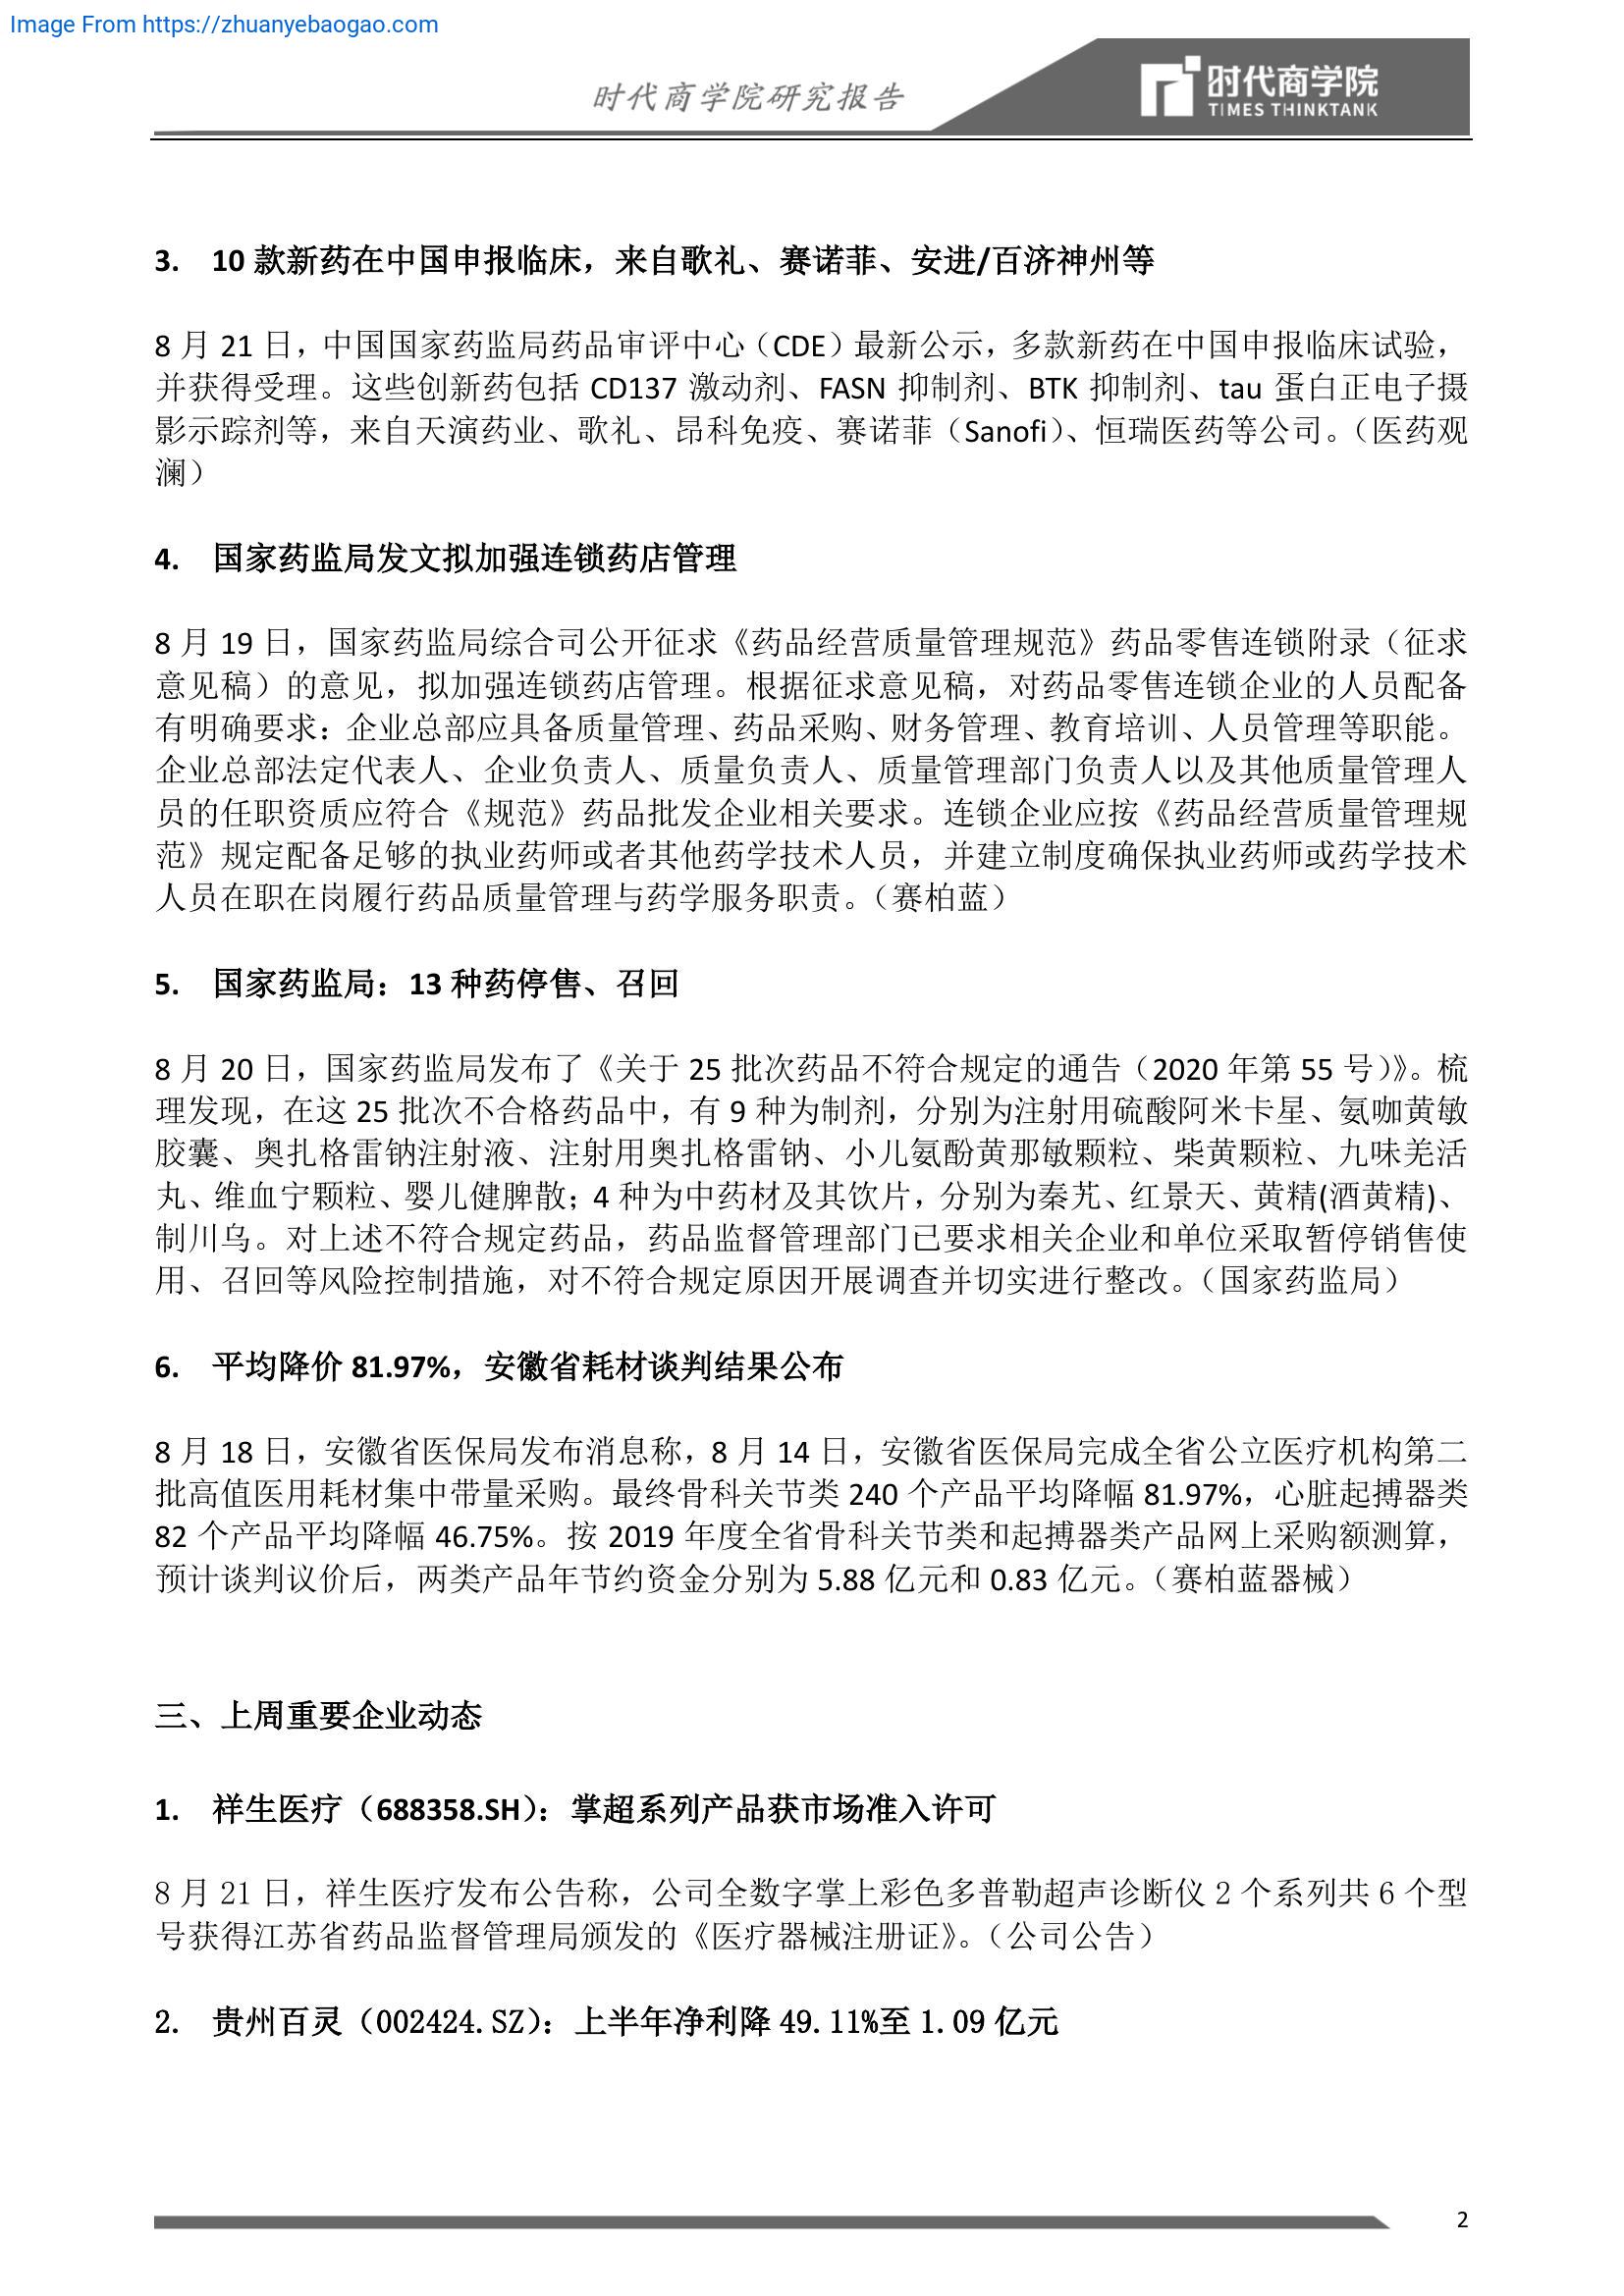 Image From https://zhuanyebaogao.com
时代商学院研究报告
时代商学院
TIMES THINKTANK
3. 10 款新药在中国申报临床，来自歌礼、赛诺菲、安进/百济神州等
8 月 21 日，中国国家药监局药品审评中心（CDE）最新公示，多款新药在中国申报临床试验，
并获得受理。这些创新药包括 CD137 激动剂、FASN 抑制剂、BTK 抑制剂、tau 蛋白正电子摄
影示踪剂等，来自天演药业、歌礼、昂科免疫、赛诺菲（Sanofi）、恒瑞医药等公司。（医药观
澜）
4. 国家药监局发文拟加强连锁药店管理
8 月 19 日，国家药监局综合司公开征求《药品经营质量管理规范》药品零售连锁附录（征求
意见稿）的意见，拟加强连锁药店管理。根据征求意见稿，对药品零售连锁企业的人员配备
有明确要求：企业总部应具备质量管理、药品采购、财务管理、教育培训、人员管理等职能。
企业总部法定代表人、企业负责人、质量负责人、质量管理部门负责人以及其他质量管理人
员的任职资质应符合《规范》药品批发企业相关要求。连锁企业应按《药品经营质量管理规
范》规定配备足够的执业药师或者其他药学技术人员，并建立制度确保执业药师或药学技术
人员在职在岗履行药品质量管理与药学服务职责。（赛柏蓝）
5. 国家药监局：13 种药停售、召回
8 月 20 日，国家药监局发布了《关于 25 批次药品不符合规定的通告（2020 年第 55 号）》。梳
理发现，在这 25 批次不合格药品中，有 9 种为制剂，分别为注射用硫酸阿米卡星、氨咖黄敏
胶囊、奥扎格雷钠注射液、注射用奥扎格雷钠、小儿氨酚黄那敏颗粒、柴黄颗粒、九味羌活
丸、维血宁颗粒、婴儿健脾散；4 种为中药材及其饮片，分别为秦艽、红景天、黄精(酒黄精)、
制川乌。对上述不符合规定药品，药品监督管理部门已要求相关企业和单位采取暂停销售使
用、召回等风险控制措施，对不符合规定原因开展调查并切实进行整改。（国家药监局）
6. 平均降价 81.97%，安徽省耗材谈判结果公布
8 月 18 日，安徽省医保局发布消息称，8 月 14 日，安徽省医保局完成全省公立医疗机构第二
批高值医用耗材集中带量采购。最终骨科关节类 240 个产品平均降幅 81.97%，心脏起搏器类
82 个产品平均降幅 46.75%。按 2019 年度全省骨科关节类和起搏器类产品网上采购额测算，
预计谈判议价后，两类产品年节约资金分别为 5.88 亿元和 0.83 亿元。（赛柏蓝器械）
三、上周重要企业动态
1. 祥生医疗（688358.SH）：掌超系列产品获市场准入许可
8 月 21 日，祥生医疗发布公告称，公司全数字掌上彩色多普勒超声诊断仪 2 个系列共 6 个型
号获得江苏省药品监督管理局颁发的《医疗器械注册证》。（公司公告）
2. 贵州百灵（002424.SZ）：上半年净利降 49.11%至 1.09 亿元
2